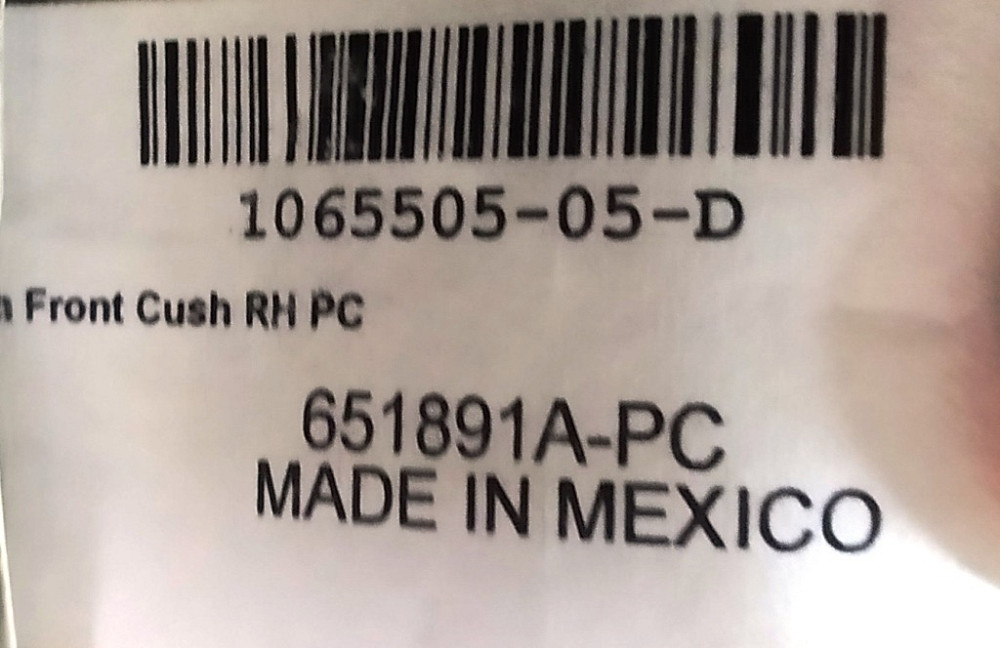 1065505-05-D
Front Cush RH PC
651891A-PC
MADE IN MEXICO